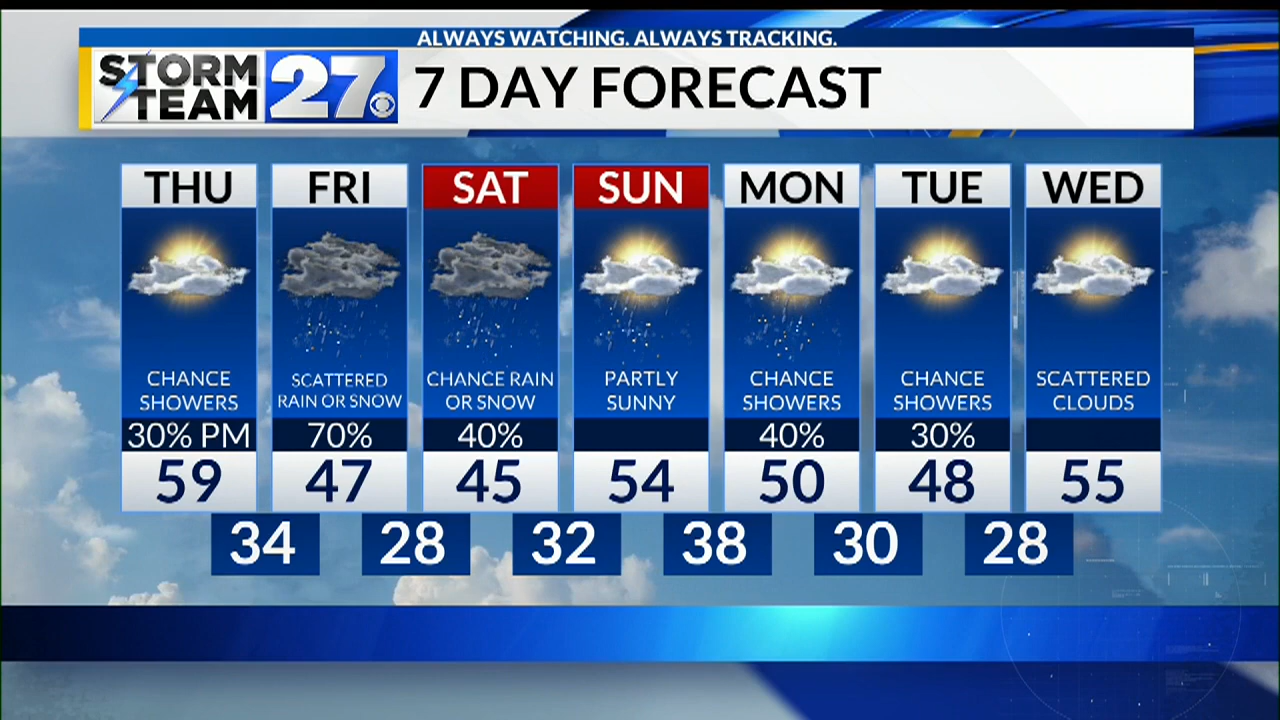 ALWAYS WATCHING. ALWAYS TRACKING.
STORM
TEAM
27
7 DAY FORECAST
THU
FRI
SAT
SUN
MON
TUE
WED
CHANCE
SHOWERS
SCATTERED
RAIN OR SNOW
CHANCE RAIN
OR SNOW
PARTLY
SUNNY
CHANCE
SHOWERS
CHANCE
SHOWERS
SCATTERED
CLOUDS
30% PM
70%
40%
40%
30%
59
47
45
54
50
48
55
34
28
32
38
30
28